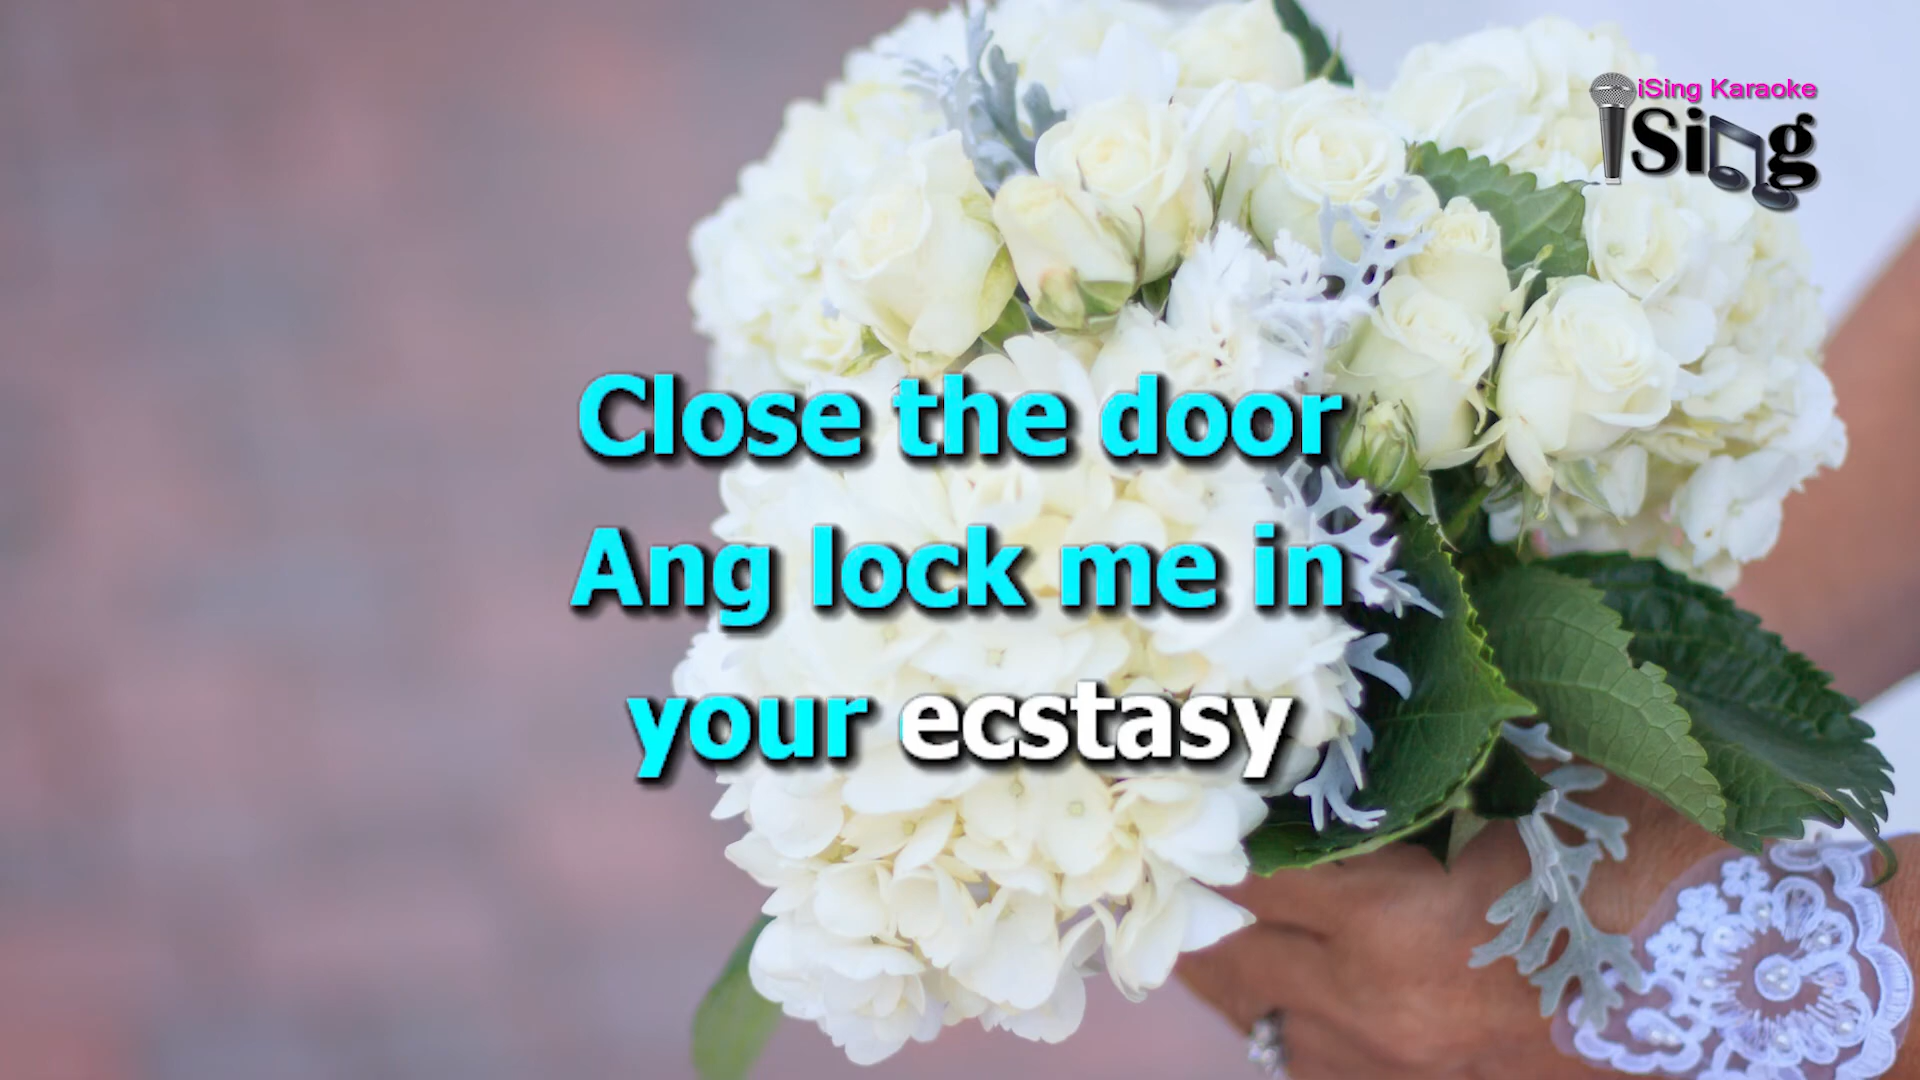 iSing Karaoke
iSing
Close the door
Ang lock me in
your ecstasy